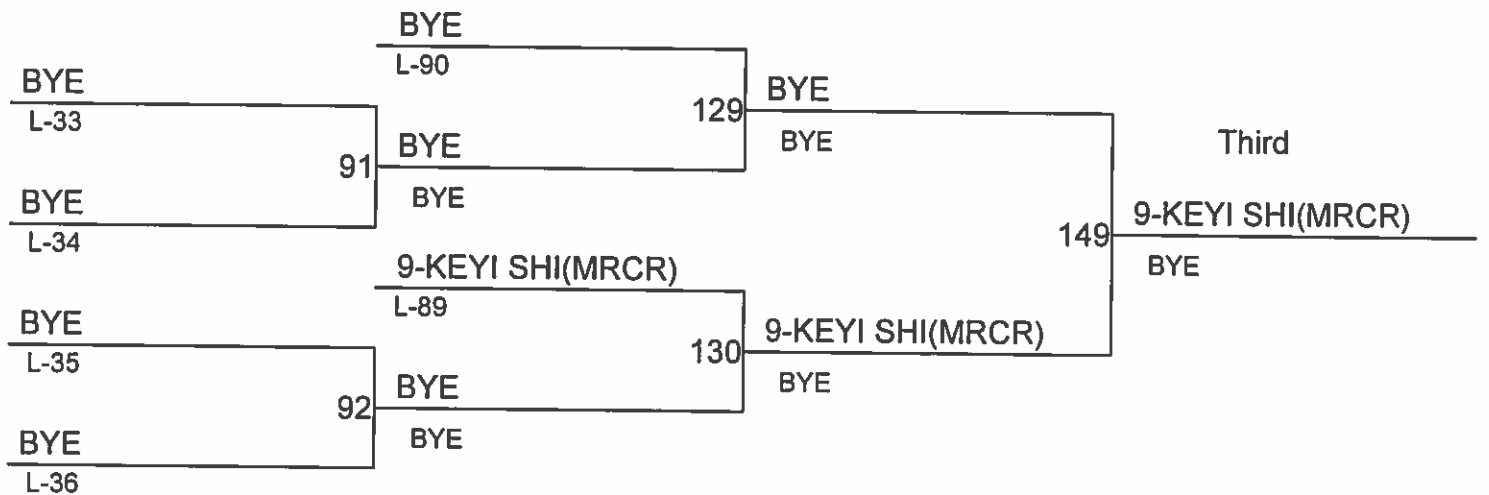 BYE
L-33
BYE
L-34
91
BYE
L-90
BYE
BYE
129
BYE
BYE
BYE
L-35
BYE
L-36
92
9-KEYI SHI(MRCR)
L-89
BYE
BYE
130
9-KEYI SHI(MRCR)
BYE
149
Third
9-KEYI SHI(MRCR)
BYE